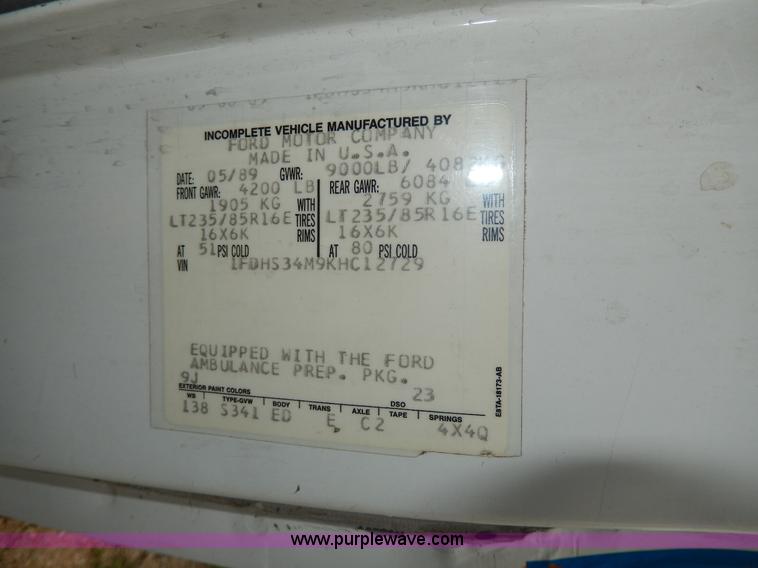 INCOMPLETE VEHICLE MANUFACTURED BY
FORD MOTOR COMPANY
MADE IN U.S.A.
DATE: 05/89 GVWR: 9000LB/ 4082KG
FRONT GAWR: 4200 LB REAR GAWR: 6084
1905 KG WITH 2759 KG WITH
LT235/85R16E TIRES LT235/85R16E TIRES
16X6K RIMS 16X6K RIMS
AT 51 PSI COLD AT 80 PSI COLD
VIN 1FDHS34M9KHC12729
EQUIPPED WITH THE FORD
AMBULANCE PREP. PKG.
9J 23
EXTERIOR PAINT COLORS DSO
WB TYPE-GVW BODY TRANS AXLE TAPE SPRINGS
138 S341 ED E C2 4X4Q
E8TA-18173-AB
www.purplewave.com